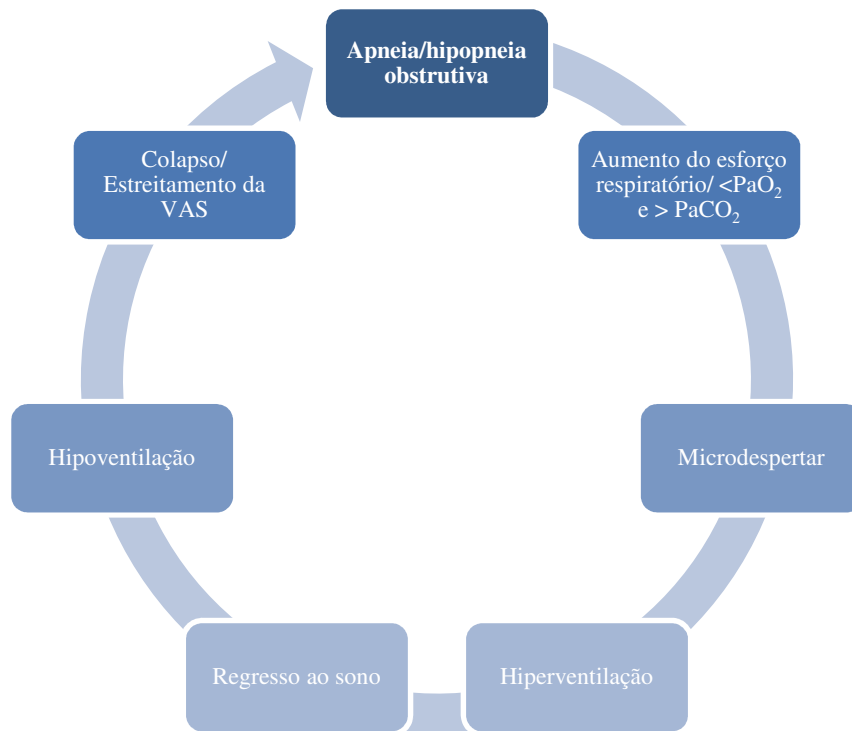 Apneia/hipopneia
obstrutiva
Aumento do esforço
respiratório/ <PaO₂
e > PaCO₂
Microdespertar
Hiperventilação
Regresso ao sono
Hipoventilação
Colapso/
Estreitamento da
VAS